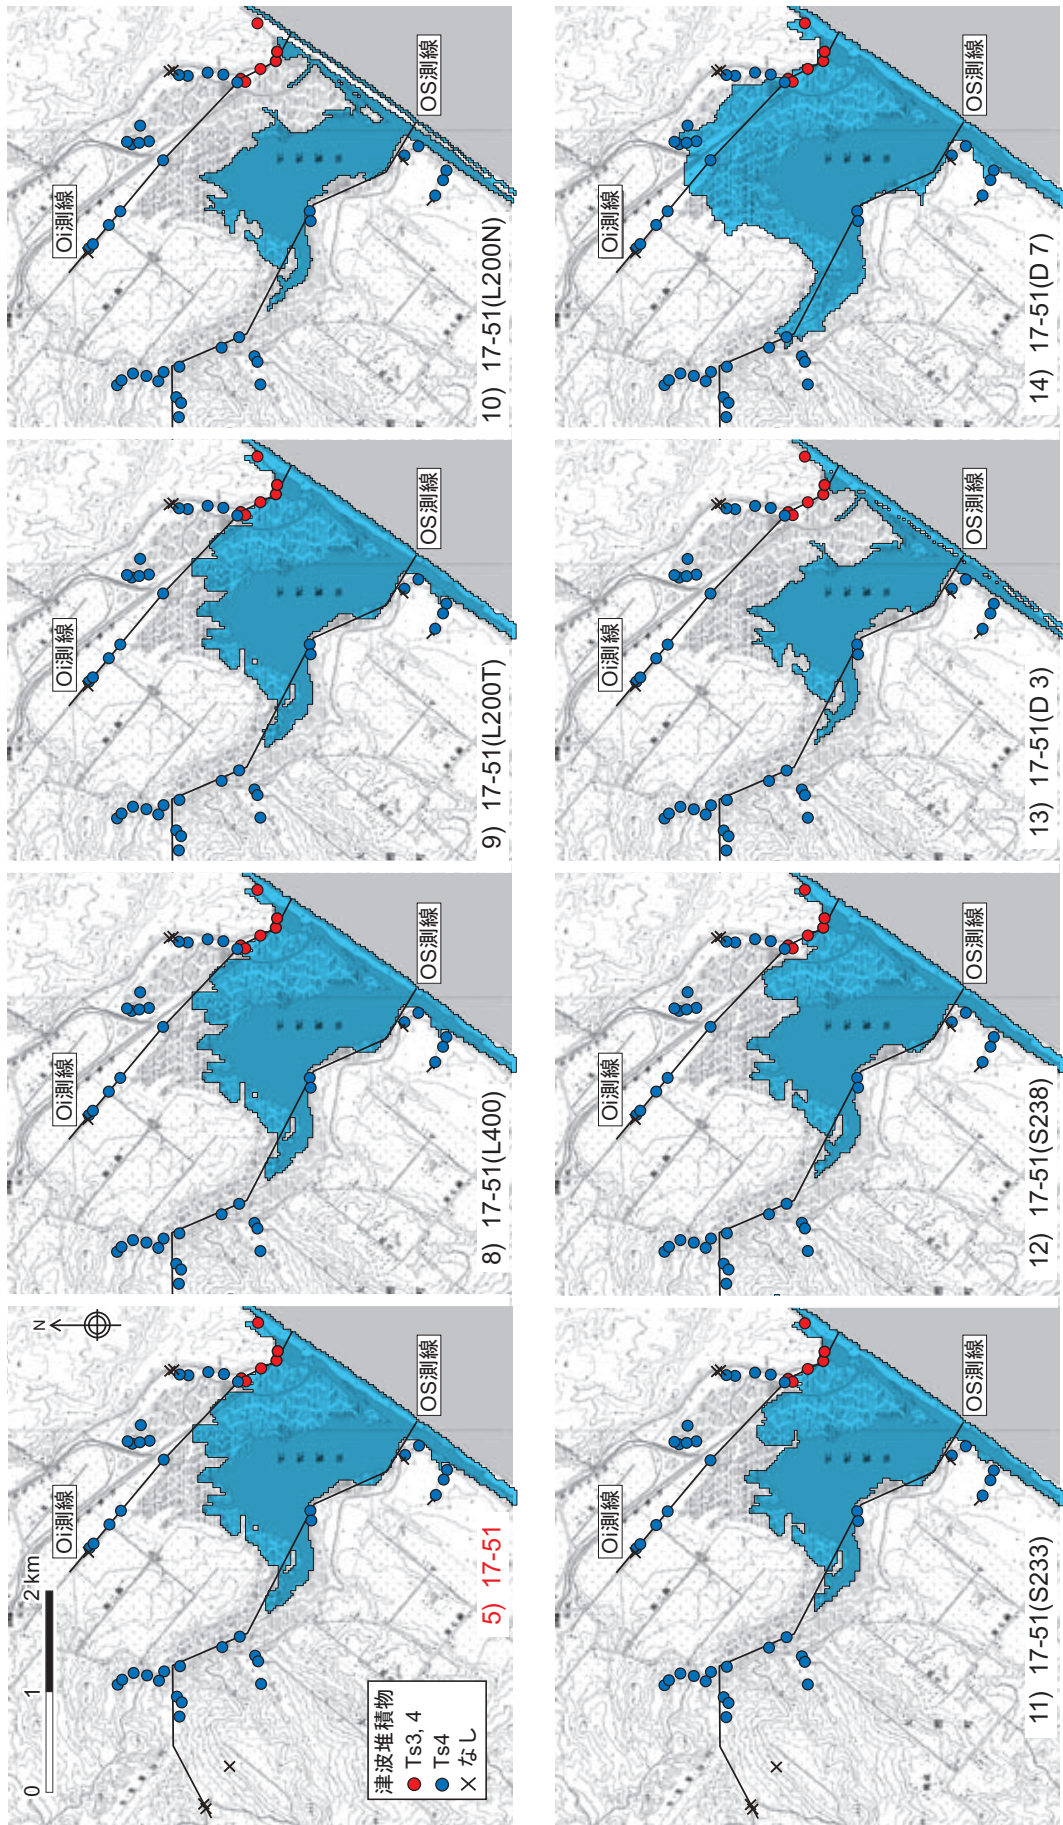 0 1 2 km
N
Oi測線
OS測線
津波堆積物
Ts3, 4
Ts4
なし
5) 17-51
Oi測線
OS測線
8) 17-51(L400)
Oi測線
OS測線
9) 17-51(L200T)
Oi測線
OS測線
10) 17-51(L200N)
Oi測線
OS測線
11) 17-51(S233)
Oi測線
OS測線
12) 17-51(S238)
Oi測線
OS測線
13) 17-51(D 3)
Oi測線
OS測線
14) 17-51(D 7)